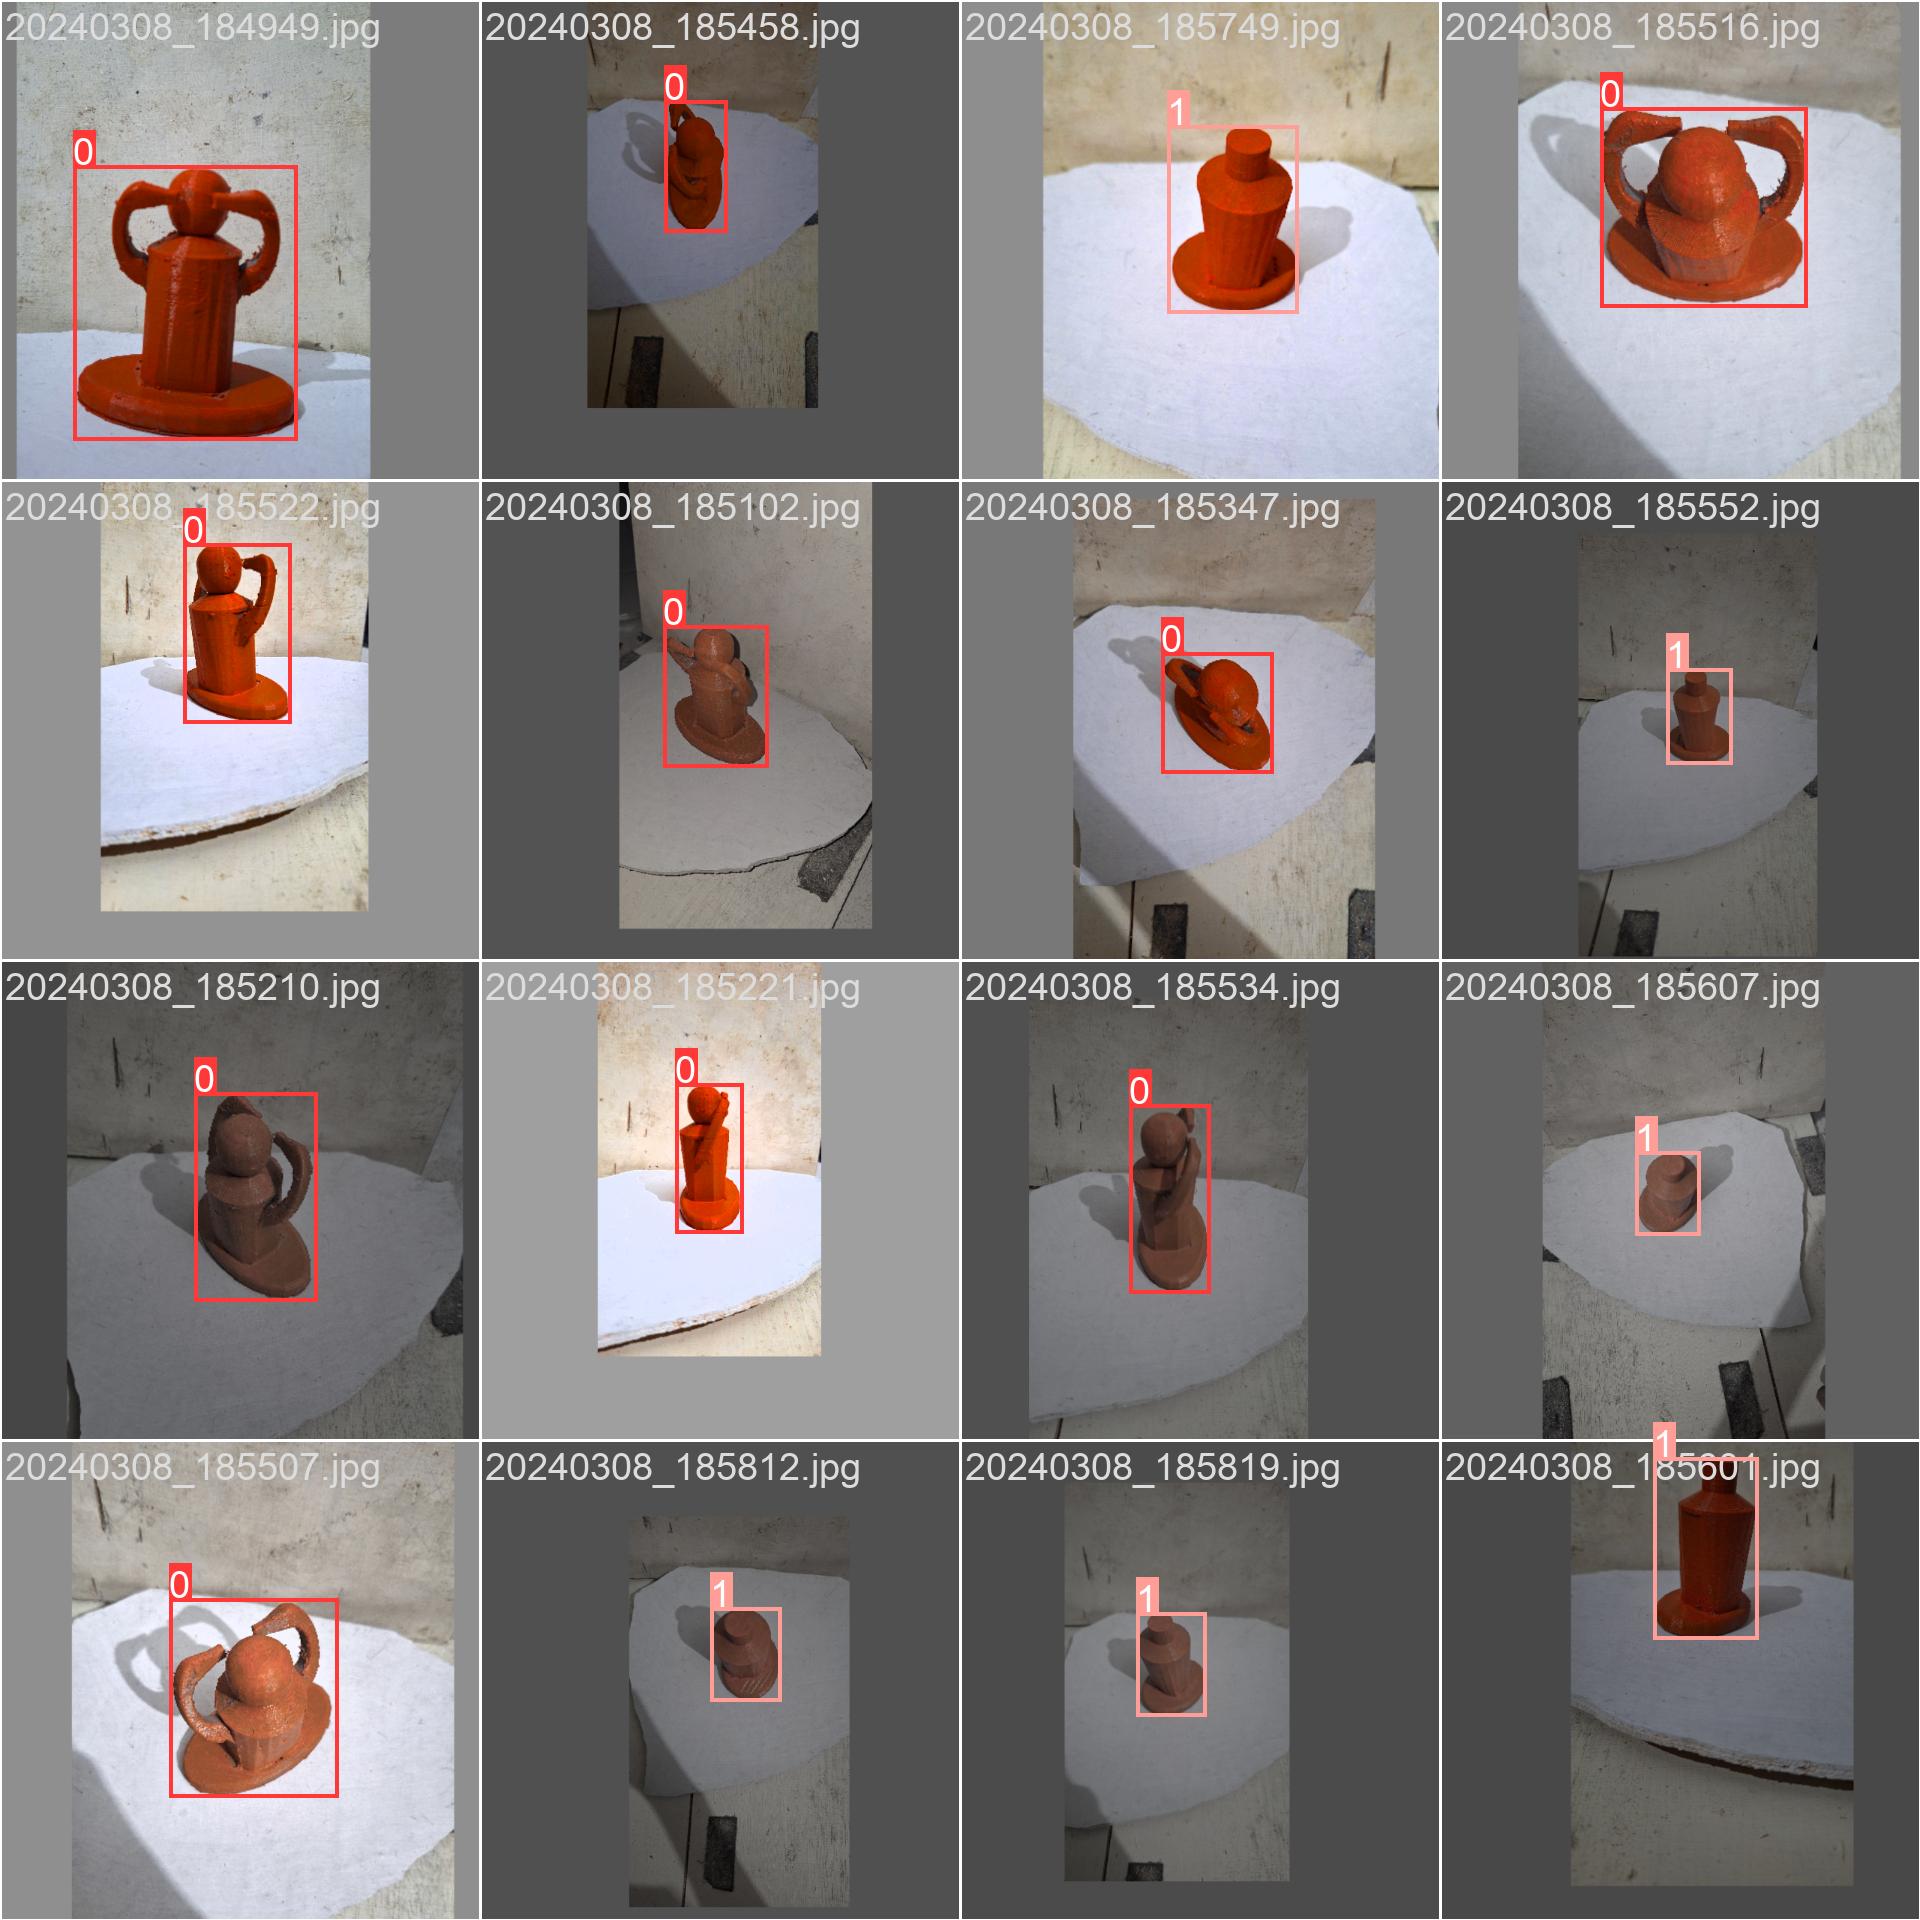 20240308_184949.jpg
0
20240308_185458.jpg
0
20240308_185749.jpg
1
20240308_185516.jpg
0
20240308_185522.jpg
0
20240308_185102.jpg
0
20240308_185347.jpg
0
20240308_185552.jpg
1
20240308_185210.jpg
0
20240308_185221.jpg
0
20240308_185534.jpg
0
20240308_185607.jpg
1
20240308_185507.jpg
0
20240308_185812.jpg
1
20240308_185819.jpg
1
20240308_185601.jpg
1